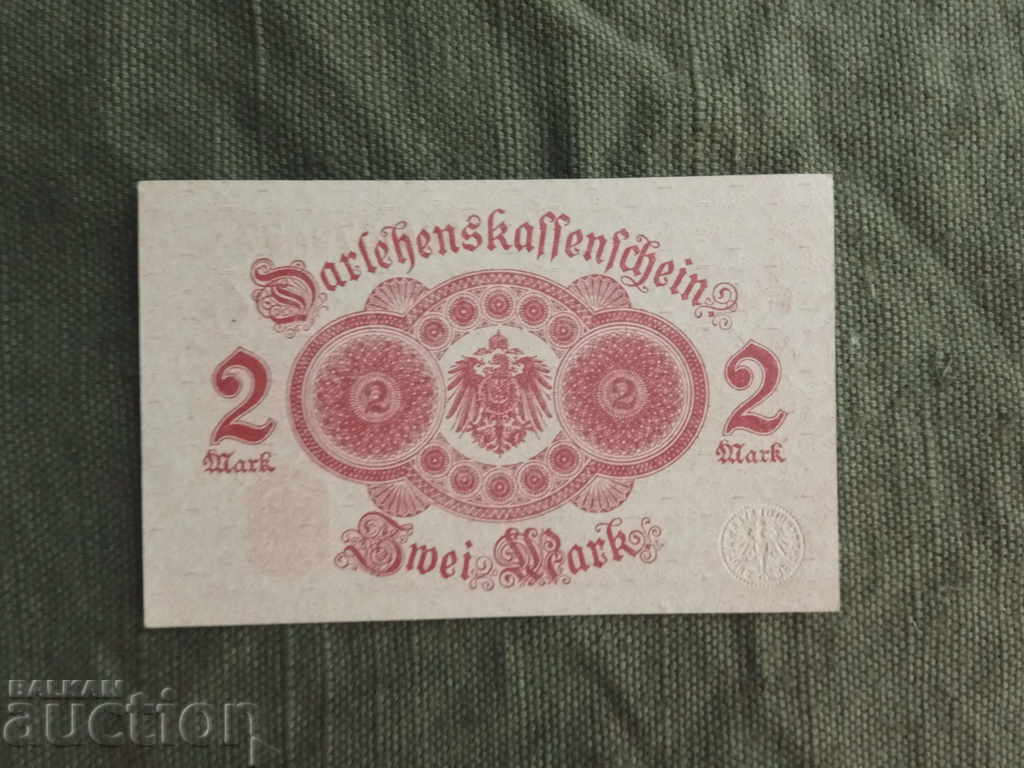 Darlehenskaſſenſchein
2 2 2 2
Mark Mark
Zwei Mark
BALKAN
auction